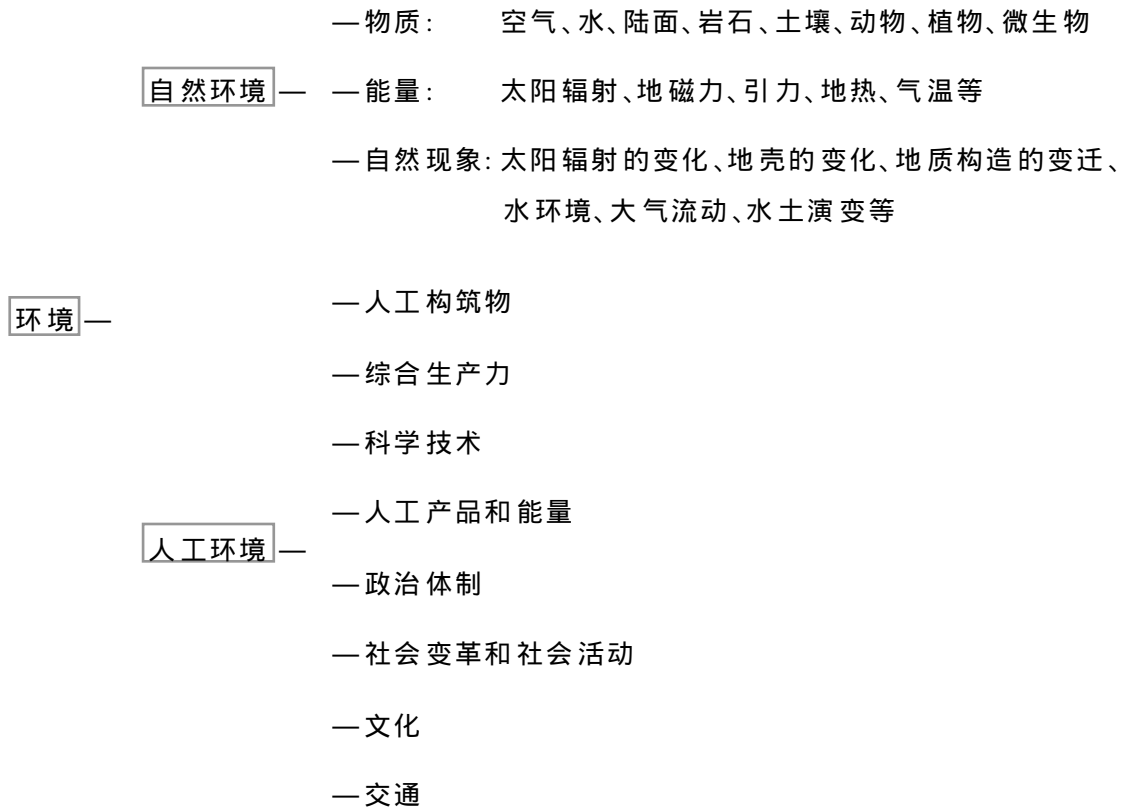 —物质: 空气、水、陆面、岩石、土壤、动物、植物、微生物
自然环境— —能量: 太阳辐射、地磁力、引力、地热、气温等
—自然现象:太阳辐射的变化、地壳的变化、地质构造的变迁、
水环境、大气流动、水土演变等
环境— —人工构筑物
—综合生产力
—科学技术
—人工产品和能量
人工环境—
—政治体制
—社会变革和社会活动
—文化
—交通